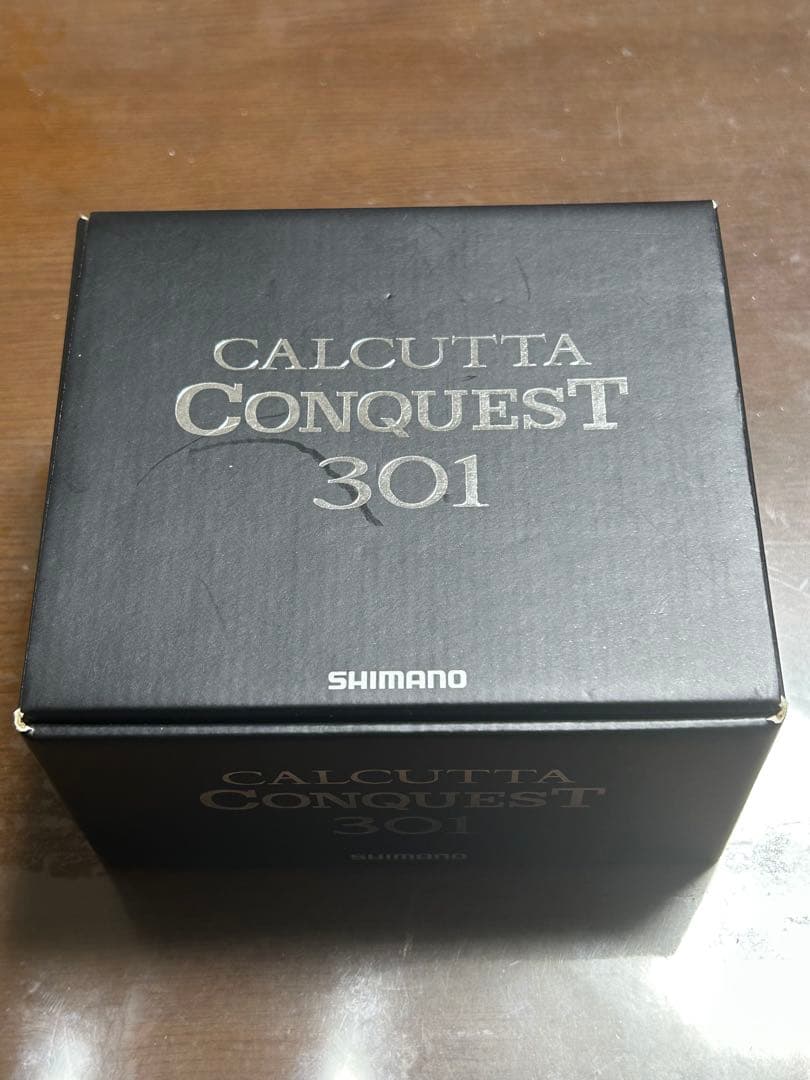 CALCUTTA
CONQUEST
301
SHIMANO
CALCUTTA
CONQUEST
301
SHIMANO